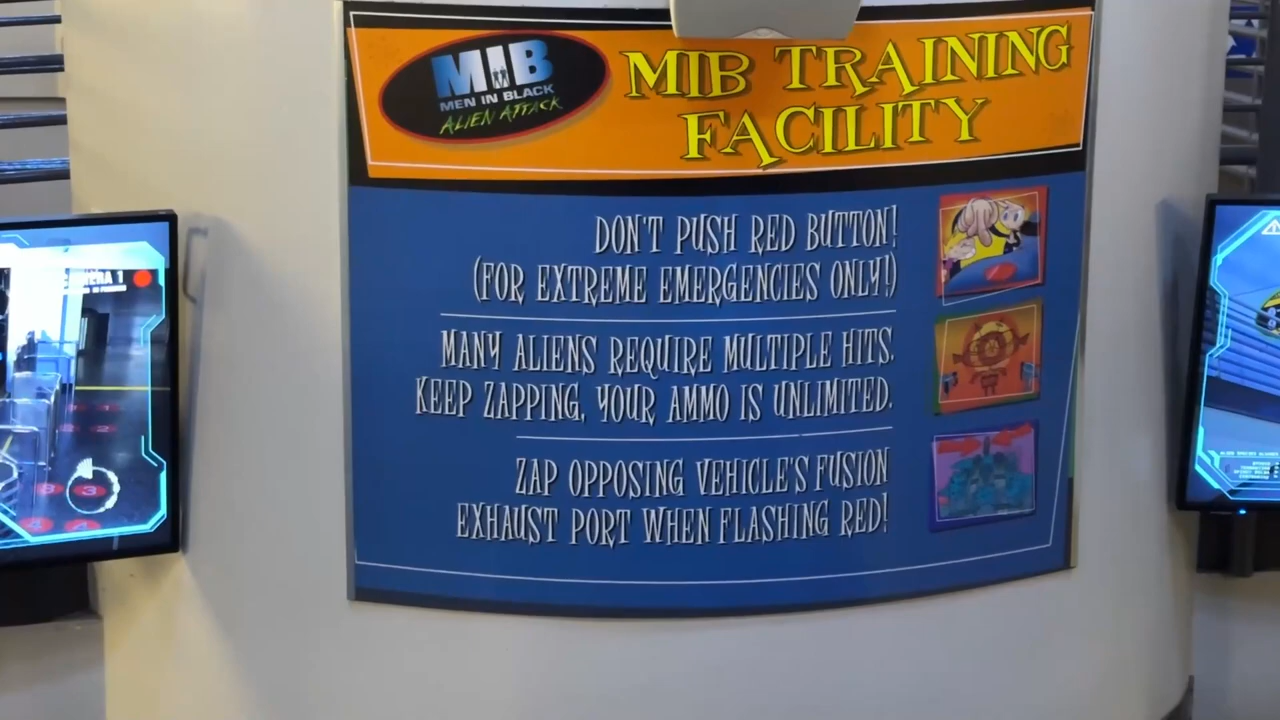 MIB
MEN IN BLACK
ALIEN ATTACK
MIB TRAINING
FACILITY
DON'T PUSH RED BUTTON!
(FOR EXTREME EMERGENCIES ONLY!)
MANY ALIENS REQUIRE MULTIPLE HITS.
KEEP ZAPPING, YOUR AMMO IS UNLIMITED.
ZAP OPPOSING VEHICLE'S FUSION
EXHAUST PORT WHEN FLASHING RED!